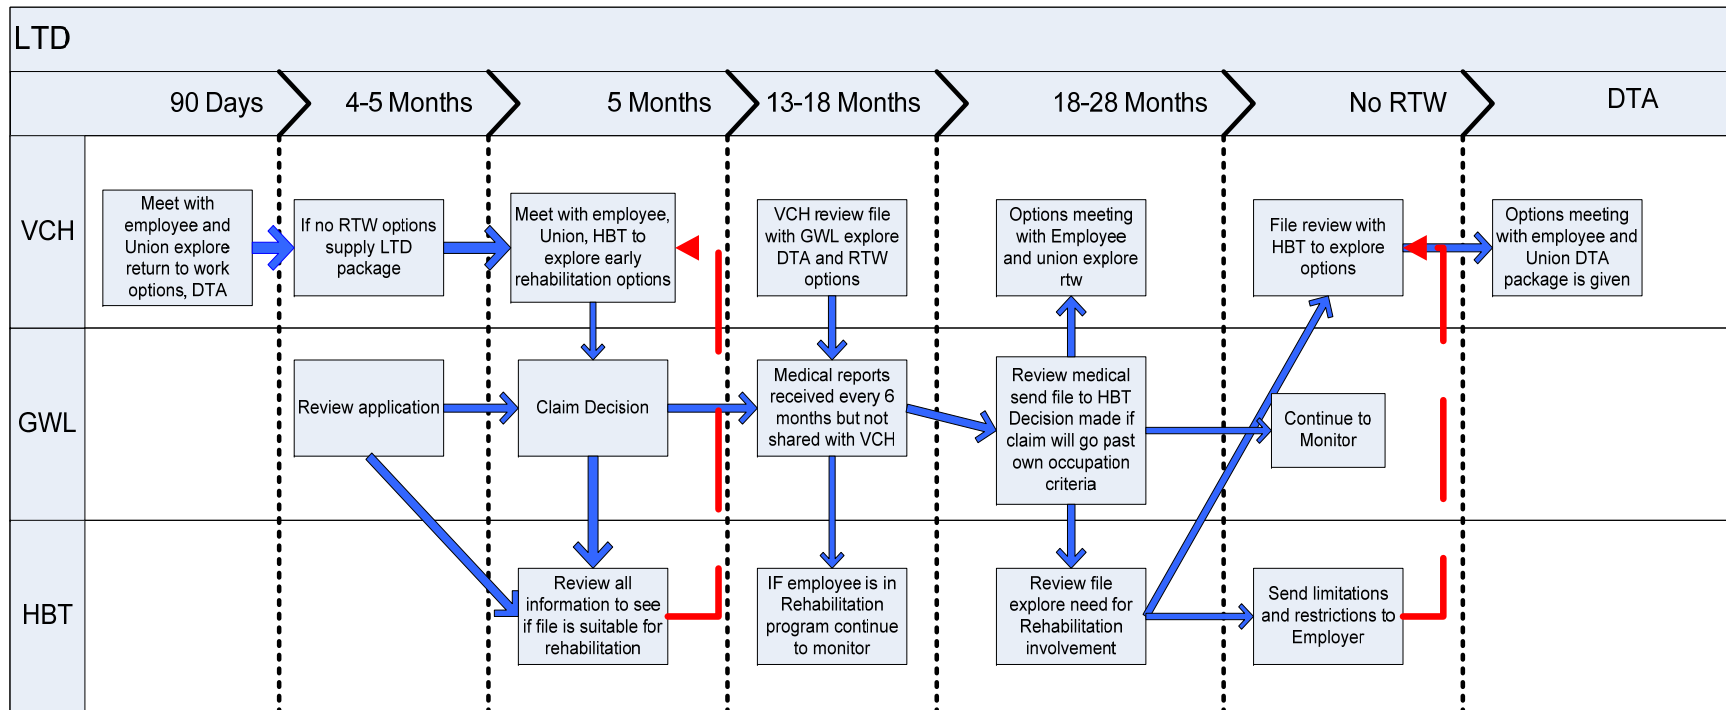 LTD
90 Days
4-5 Months
5 Months
13-18 Months
18-28 Months
No RTW
DTA
VCH
Meet with
employee and
Union explore
return to work
options, DTA
If no RTW options
supply LTD
package
Meet with employee,
Union, HBT to
explore early
rehabilitation options
VCH review file
with GWL explore
DTA and RTW
options
Options meeting
with Employee
and union explore
rtw
File review with
HBT to explore
options
Options meeting
with employee and
Union DTA
package is given
GWL
Review application
Claim Decision
Medical reports
received every 6
months but not
shared with VCH
Review medical
send file to HBT
Decision made if
claim will go past
own occupation
criteria
Continue to
Monitor
HBT
Review all
information to see
if file is suitable for
rehabilitation
IF employee is in
Rehabilitation
program continue
to monitor
Review file
explore need for
Rehabilitation
involvement
Send limitations
and restrictions to
Employer